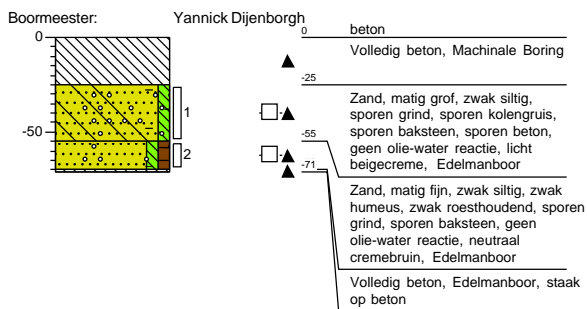 Boormeester: Yannick Dijenborgh
0
-50
1
2
0 beton
Volledig beton, Machinale Boring
-25
Zand, matig grof, zwak siltig,
sporen grind, sporen kolengruis,
sporen baksteen, sporen beton,
geen olie-water reactie, licht
beigecreme, Edelmanboor
-55
Zand, matig fijn, zwak siltig, zwak
humeus, zwak roesthoudend, sporen
grind, sporen baksteen, geen
olie-water reactie, neutraal
cremebruin, Edelmanboor
-71
Volledig beton, Edelmanboor, staak
op beton